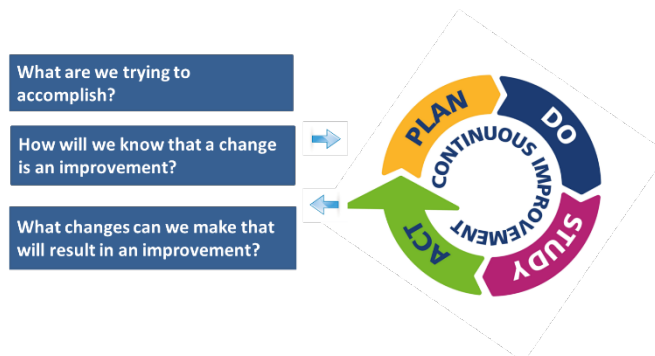 What are we trying to
accomplish?
How will we know that a change
is an improvement?
What changes can we make that
will result in an improvement?
PLAN
DO
STUDY
ACT
CONTINUOUS IMPROVEMENT